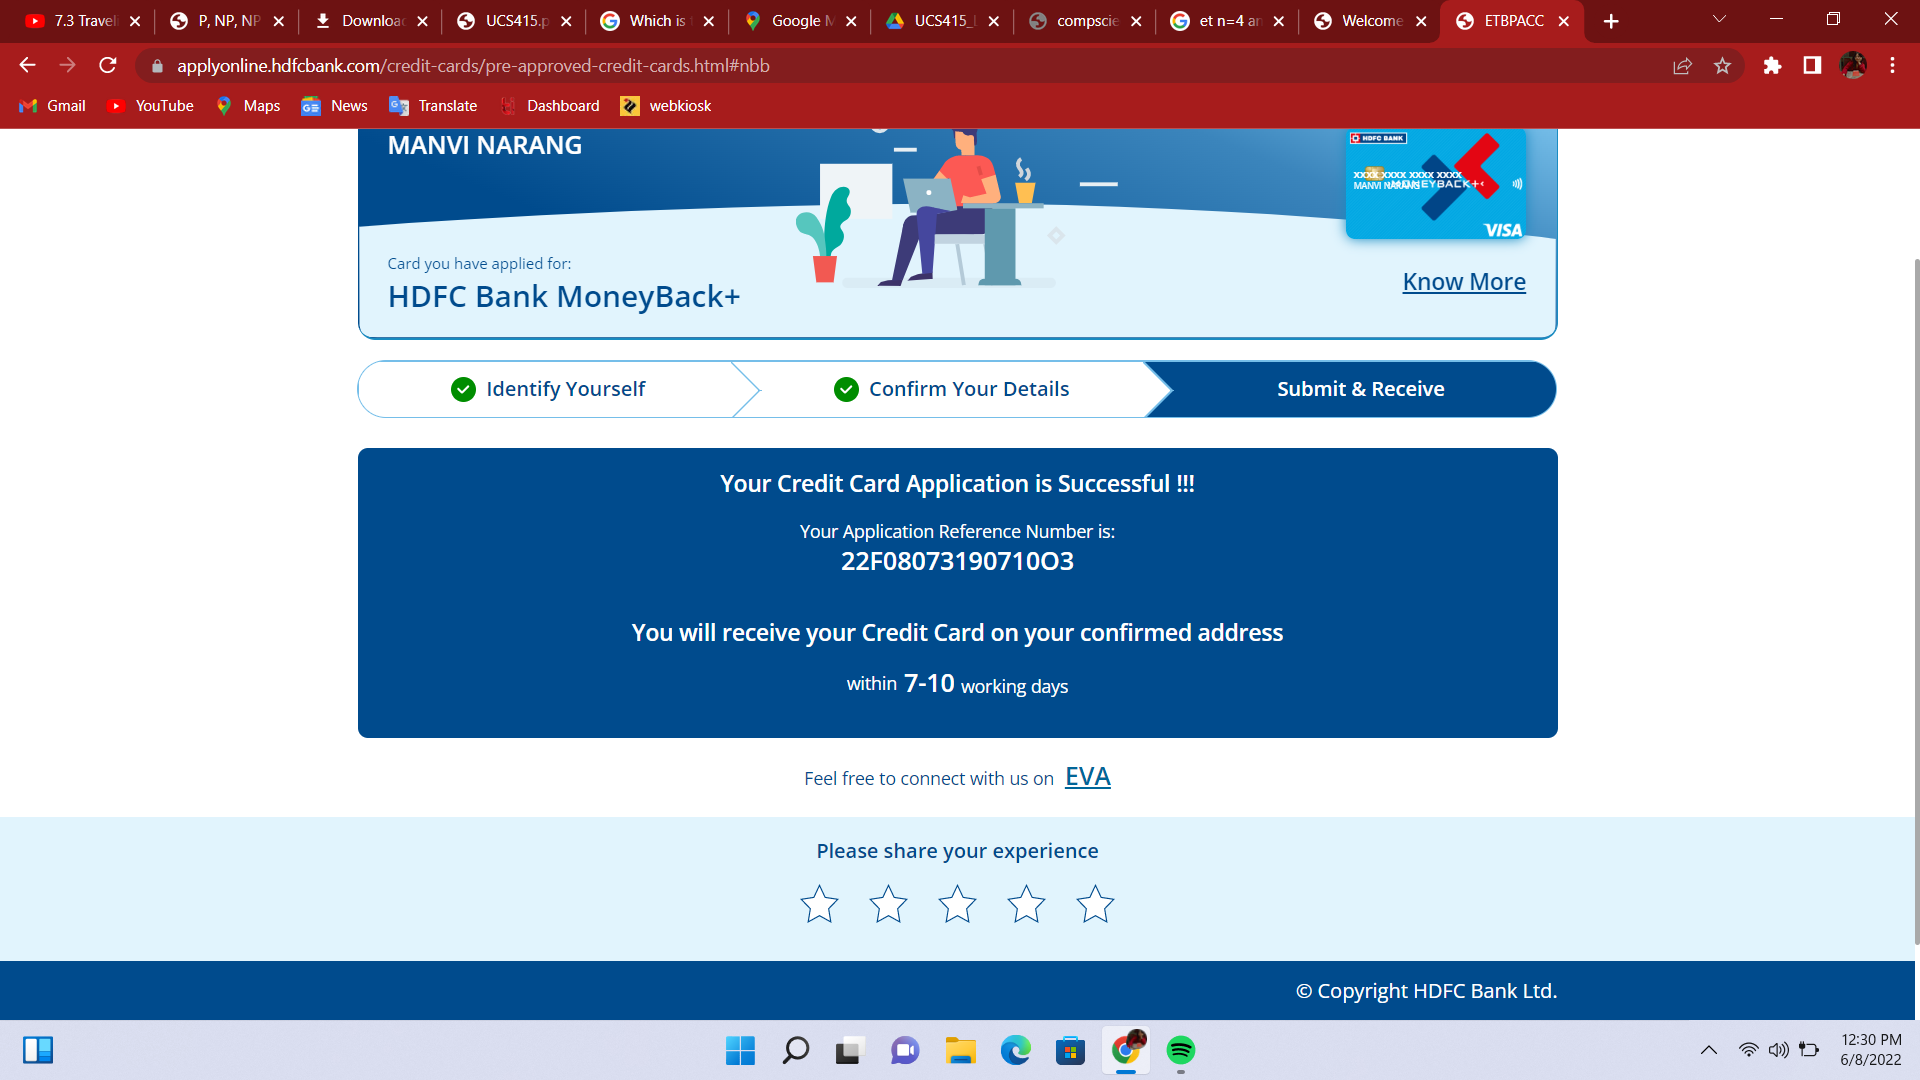 7.3 Traveli
P, NP, NP
Downloac
UCS415.p
Which is
Google M
UCS415_L
compscie
et n=4 an
Welcome
ETBPACC
applyonline.hdfcbank.com/credit-cards/pre-approved-credit-cards.html#nbb
Gmail
YouTube
Maps
News
Translate
Dashboard
webkiosk
MANVI NARANG
HDFC BANK
XXXX XXXX XXXX XXXX
MANVI NARANG
MONEYBACK+
VISA
Card you have applied for:
HDFC Bank MoneyBack+
Know More
Identify Yourself
Confirm Your Details
Submit & Receive
Your Credit Card Application is Successful !!!
Your Application Reference Number is:
22F08073190710O3
You will receive your Credit Card on your confirmed address
within 7-10 working days
Feel free to connect with us on EVA
Please share your experience
© Copyright HDFC Bank Ltd.
12:30 PM
6/8/2022